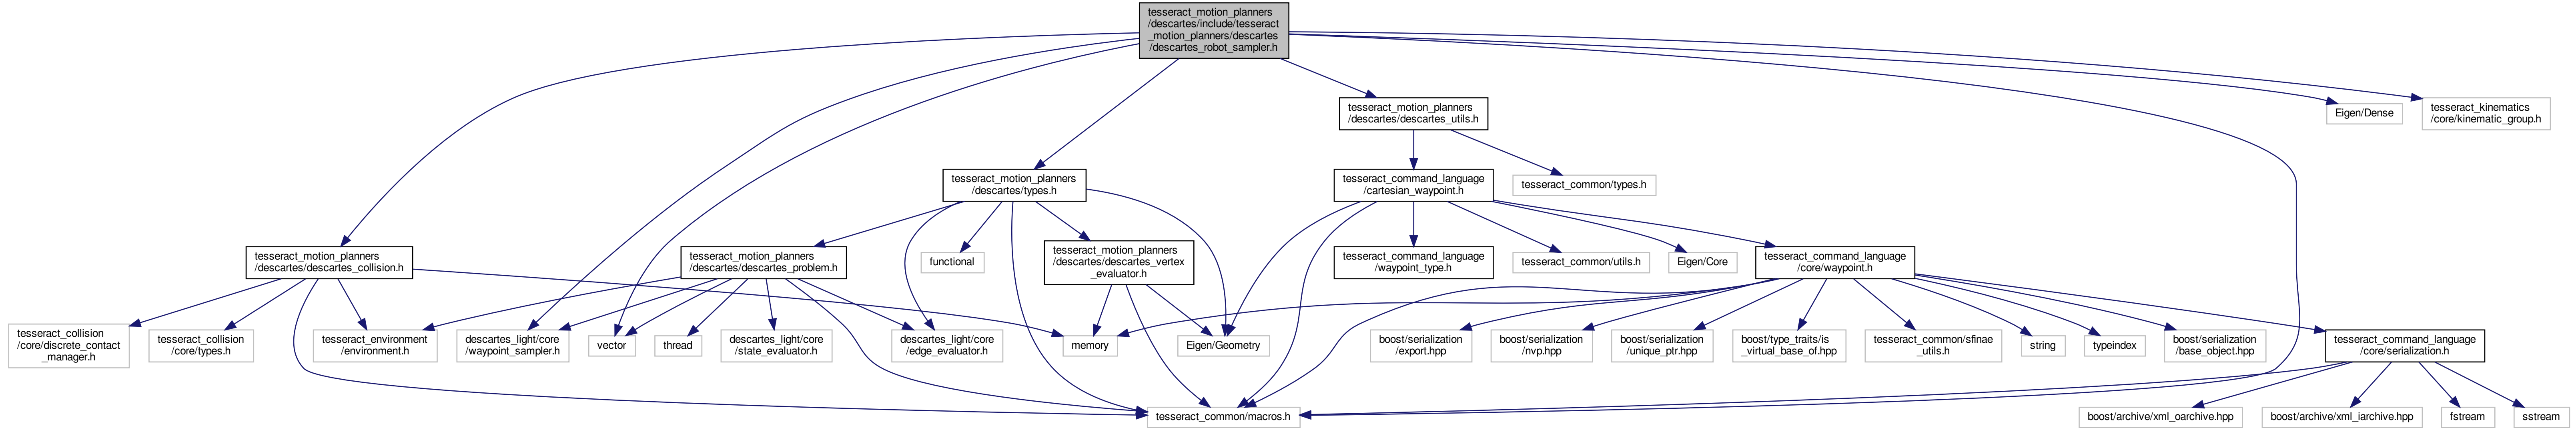 tesseract_motion_planners
/descartes/include/tesseract
_motion_planners/descartes
/descartes_robot_sampler.h
tesseract_motion_planners
/descartes/descartes_utils.h
Eigen/Dense
tesseract_kinematics
/core/kinematic_group.h
tesseract_motion_planners
/descartes/types.h
tesseract_command_language
/cartesian_waypoint.h
tesseract_common/types.h
tesseract_motion_planners
/descartes/descartes_collision.h
tesseract_motion_planners
/descartes/descartes_problem.h
functional
tesseract_motion_planners
/descartes/descartes_vertex
_evaluator.h
tesseract_command_language
/waypoint_type.h
tesseract_common/utils.h
Eigen/Core
tesseract_command_language
/core/waypoint.h
tesseract_collision
/core/discrete_contact
_manager.h
tesseract_collision
/core/types.h
tesseract_environment
/environment.h
descartes_light/core
/waypoint_sampler.h
vector
thread
descartes_light/core
/state_evaluator.h
descartes_light/core
/edge_evaluator.h
memory
Eigen/Geometry
boost/serialization
/export.hpp
boost/serialization
/nvp.hpp
boost/serialization
/unique_ptr.hpp
boost/type_traits/is
_virtual_base_of.hpp
tesseract_common/sfinae
_utils.h
string
typeindex
boost/serialization
/base_object.hpp
tesseract_command_language
/core/serialization.h
tesseract_common/macros.h
boost/archive/xml_oarchive.hpp
boost/archive/xml_iarchive.hpp
fstream
sstream